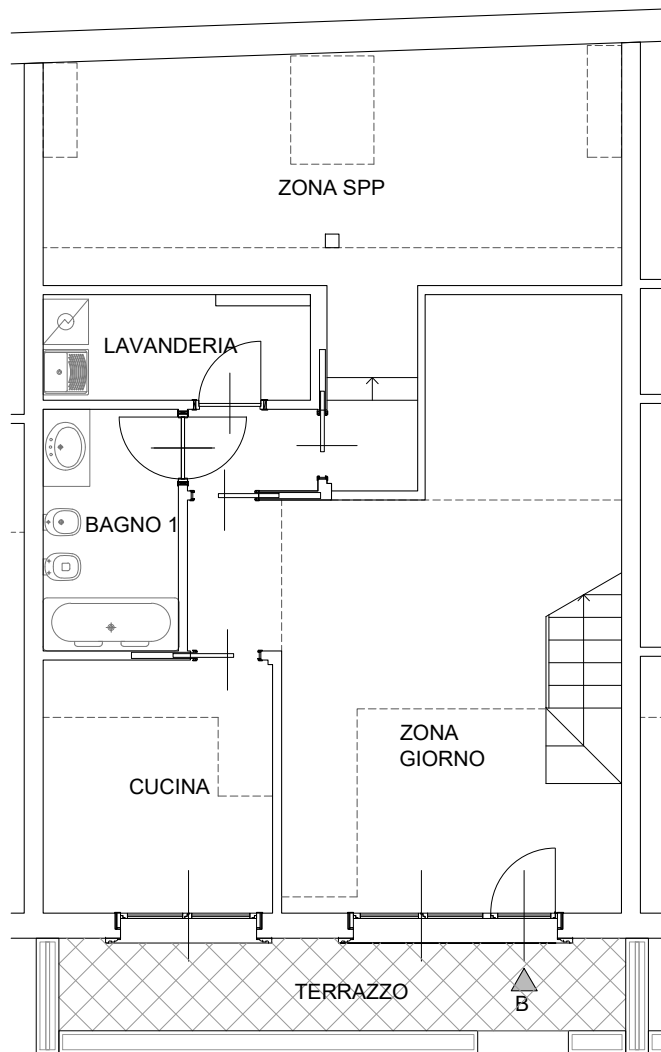 ZONA SPP
LAVANDERIA
BAGNO 1
ZONA
GIORNO
CUCINA
TERRAZZO
B